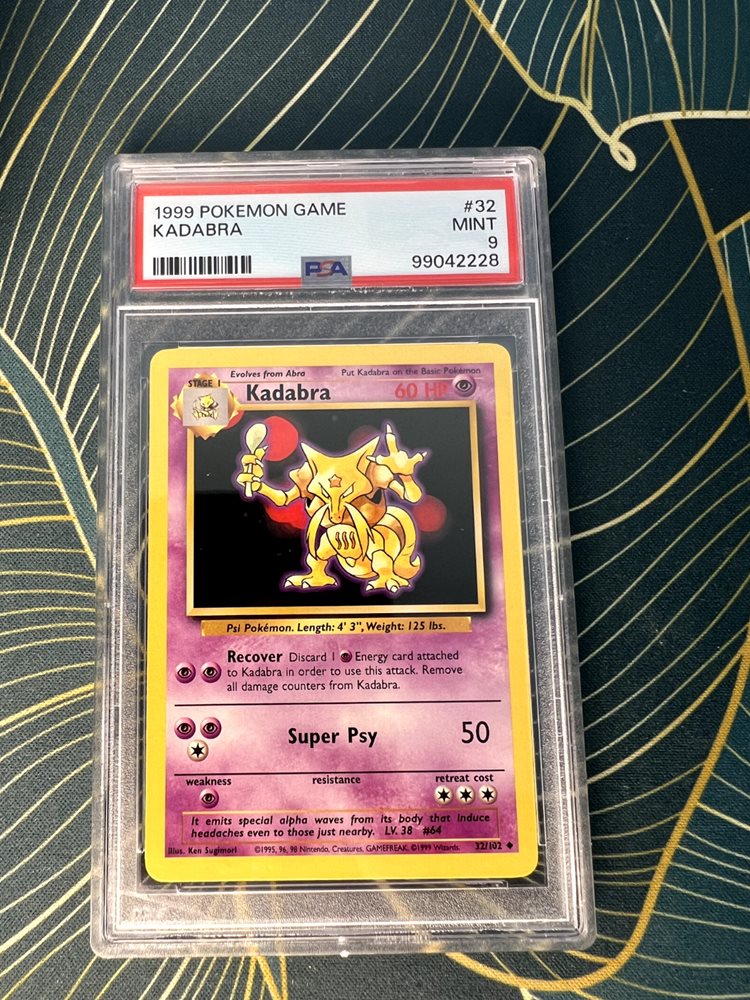 1999 POKEMON GAME #32
KADABRA MINT
9
PSA 99042228
Evolves from Abra Put Kadabra on the Basic Pokémon
STAGE 1
Kadabra 60 HP
Psi Pokémon. Length: 4' 3", Weight: 125 lbs.
Recover Discard 1 Energy card attached
to Kadabra in order to use this attack. Remove
all damage counters from Kadabra.
Super Psy 50
weakness resistance retreat cost
It emits special alpha waves from its body that induce
headaches even to those just nearby. LV. 38 #64
Illus. Ken Sugimori ©1995, 96, 98 Nintendo, Creatures, GAMEFREAK. ©1999 Wizards. 32/102